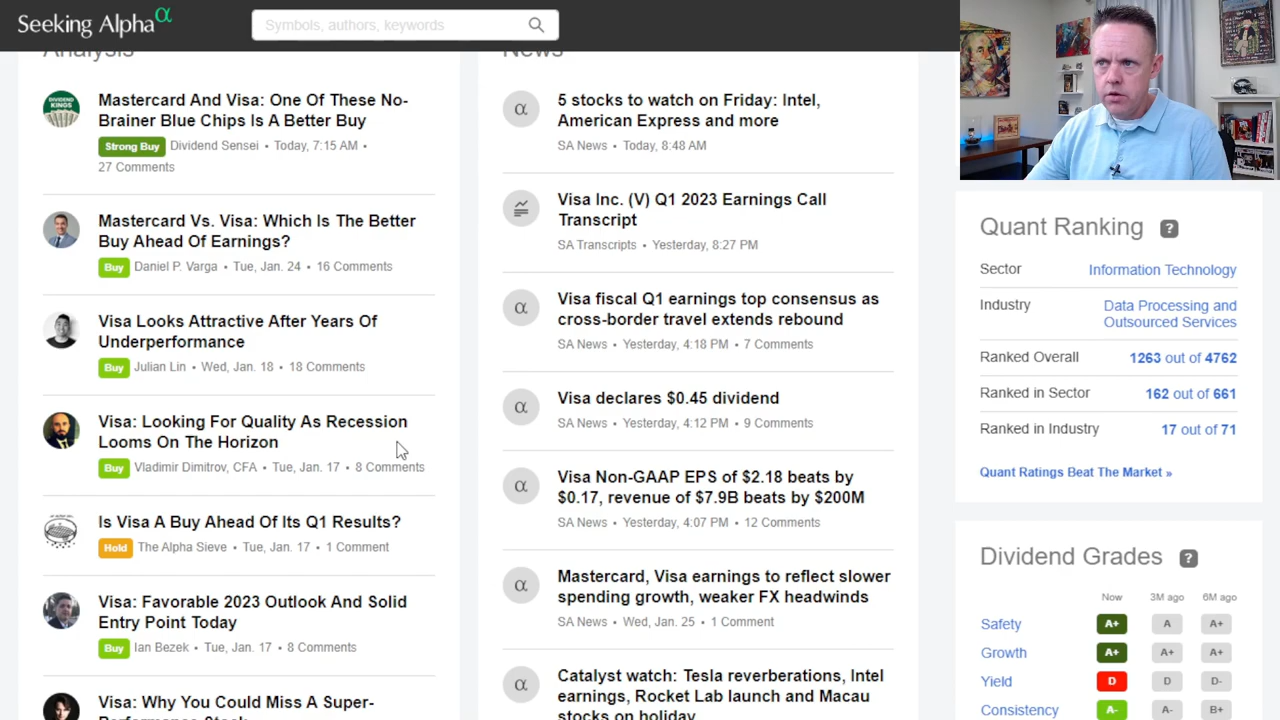 Seeking Alpha α
Symbols, authors, keywords
Analysis
Mastercard And Visa: One Of These No-
Brainer Blue Chips Is A Better Buy
Strong Buy Dividend Sensei • Today, 7:15 AM •
27 Comments
Mastercard Vs. Visa: Which Is The Better
Buy Ahead Of Earnings?
Buy Daniel P. Varga • Tue, Jan. 24 • 16 Comments
Visa Looks Attractive After Years Of
Underperformance
Buy Julian Lin • Wed, Jan. 18 • 18 Comments
Visa: Looking For Quality As Recession
Looms On The Horizon
Buy Vladimir Dimitrov, CFA • Tue, Jan. 17 • 8 Comments
Is Visa A Buy Ahead Of Its Q1 Results?
Hold The Alpha Sieve • Tue, Jan. 17 • 1 Comment
Visa: Favorable 2023 Outlook And Solid
Entry Point Today
Buy Ian Bezek • Tue, Jan. 17 • 8 Comments
Visa: Why You Could Miss A Super-
Performance Stock
News
5 stocks to watch on Friday: Intel,
American Express and more
SA News • Today, 8:48 AM
Visa Inc. (V) Q1 2023 Earnings Call
Transcript
SA Transcripts • Yesterday, 8:27 PM
Visa fiscal Q1 earnings top consensus as
cross-border travel extends rebound
SA News • Yesterday, 4:18 PM • 7 Comments
Visa declares $0.45 dividend
SA News • Yesterday, 4:12 PM • 9 Comments
Visa Non-GAAP EPS of $2.18 beats by
$0.17, revenue of $7.9B beats by $200M
SA News • Yesterday, 4:07 PM • 12 Comments
Mastercard, Visa earnings to reflect slower
spending growth, weaker FX headwinds
SA News • Wed, Jan. 25 • 1 Comment
Catalyst watch: Tesla reverberations, Intel
earnings, Rocket Lab launch and Macau
stocks on holiday
Quant Ranking ?
Sector Information Technology
Industry Data Processing and
Outsourced Services
Ranked Overall 1263 out of 4762
Ranked in Sector 162 out of 661
Ranked in Industry 17 out of 71
Quant Ratings Beat The Market »
Dividend Grades ?
Now 3M ago 6M ago
Safety A+ A A+
Growth A+ A+ A+
Yield D D D-
Consistency A- A- B+